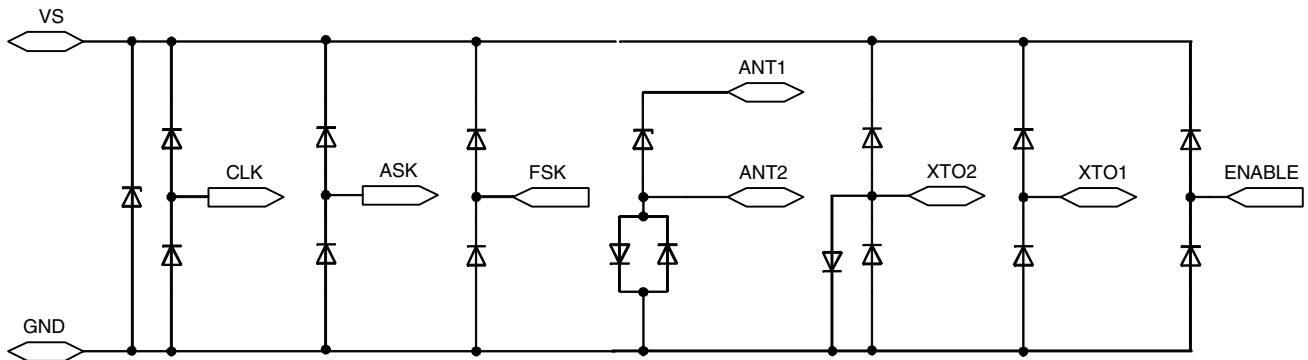 VS
ANT1
CLK
ASK
FSK
ANT2
XTO2
XTO1
ENABLE
GND